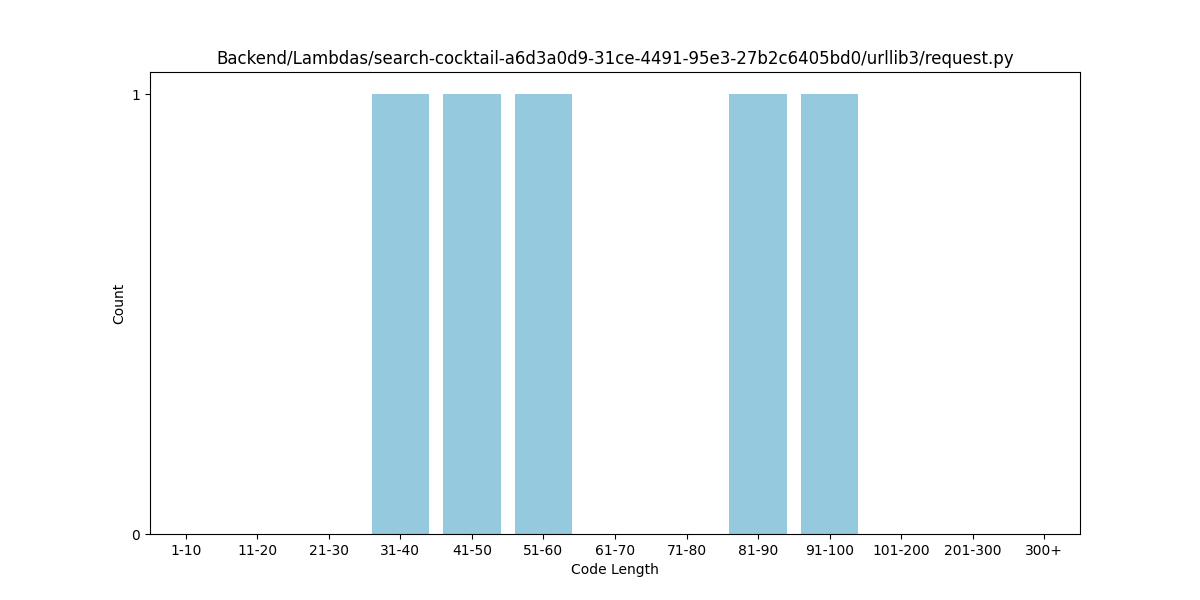 Backend/Lambdas/search-cocktail-a6d3a0d9-31ce-4491-95e3-27b2c6405bd0/urllib3/request.py
1
Count
0
1-10 11-20 21-30 31-40 41-50 51-60 61-70 71-80 81-90 91-100 101-200 201-300 300+
Code Length